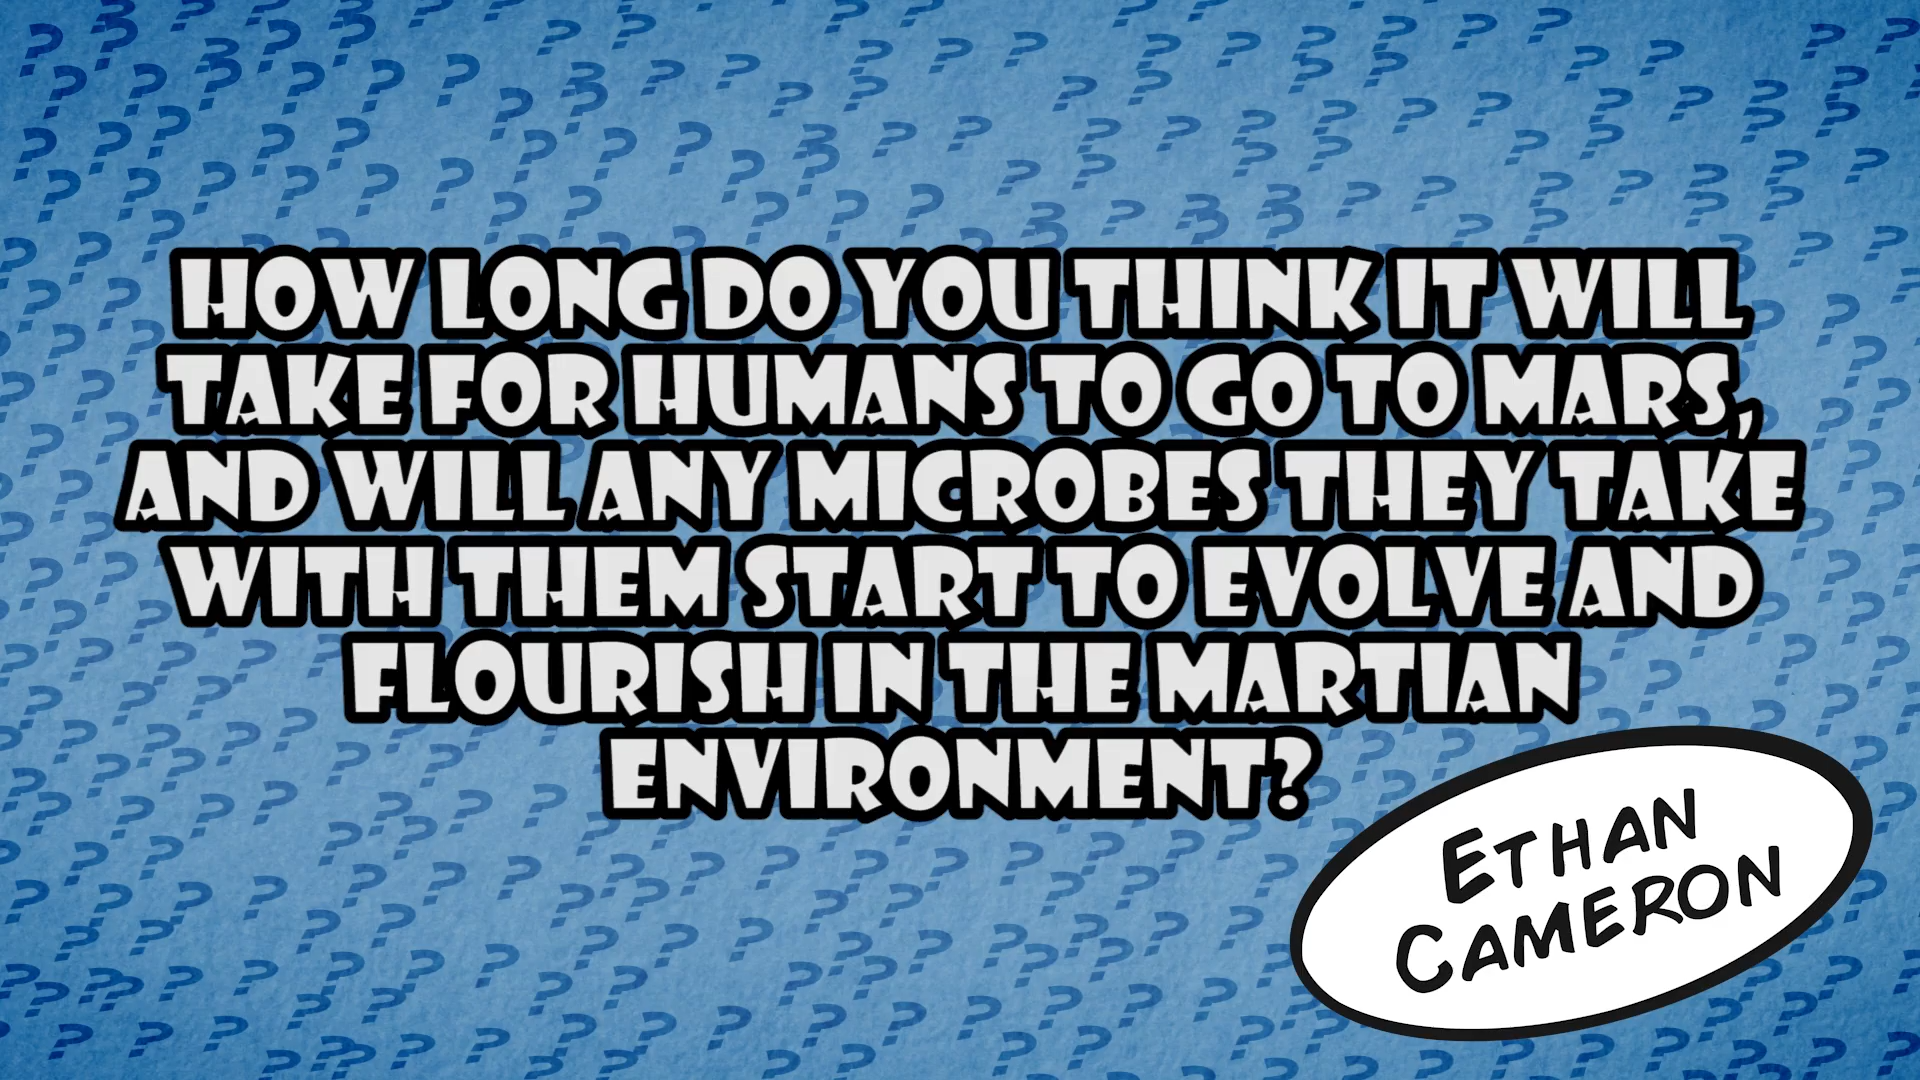 HOW LONG DO YOU THINK IT WILL
TAKE FOR HUMANS TO GO TO MARS,
AND WILL ANY MICROBES THEY TAKE
WITH THEM START TO EVOLVE AND
FLOURISH IN THE MARTIAN
ENVIRONMENT?
ETHAN
CAMERON